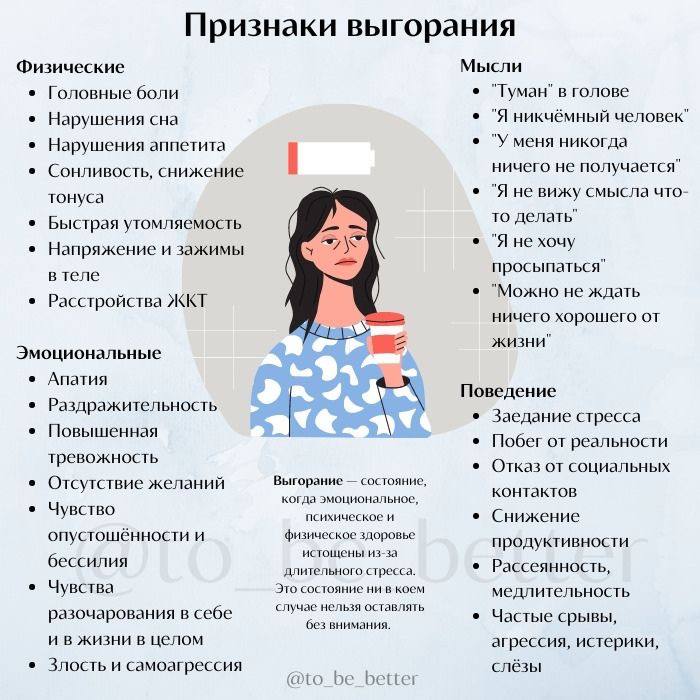 Признаки выгорания
Физические
Головные боли
Нарушения сна
Нарушения аппетита
Сонливость, снижение
тонуса
Быстрая утомляемость
Напряжение и зажимы
в теле
Расстройства ЖКТ
Эмоциональные
Апатия
Раздражительность
Повышенная
тревожность
Отсутствие желаний
Чувство
опустошённости и
бессилия
Чувства
разочарования в себе
и в жизни в целом
Злость и самоагрессия
Выгорание — состояние,
когда эмоциональное,
психическое и
физическое здоровье
истощены из-за
длительного стресса.
Это состояние ни в коем
случае нельзя оставлять
без внимания.
Мысли
"Туман" в голове
"Я никчёмный человек"
"У меня никогда
ничего не получается"
"Я не вижу смысла что-
то делать"
"Я не хочу
просыпаться"
"Можно не ждать
ничего хорошего от
жизни"
Поведение
Заедание стресса
Побег от реальности
Отказ от социальных
контактов
Снижение
продуктивности
Рассеянность,
медлительность
Частые срывы,
агрессия, истерики,
слёзы
@to_be_better
@to_be_better